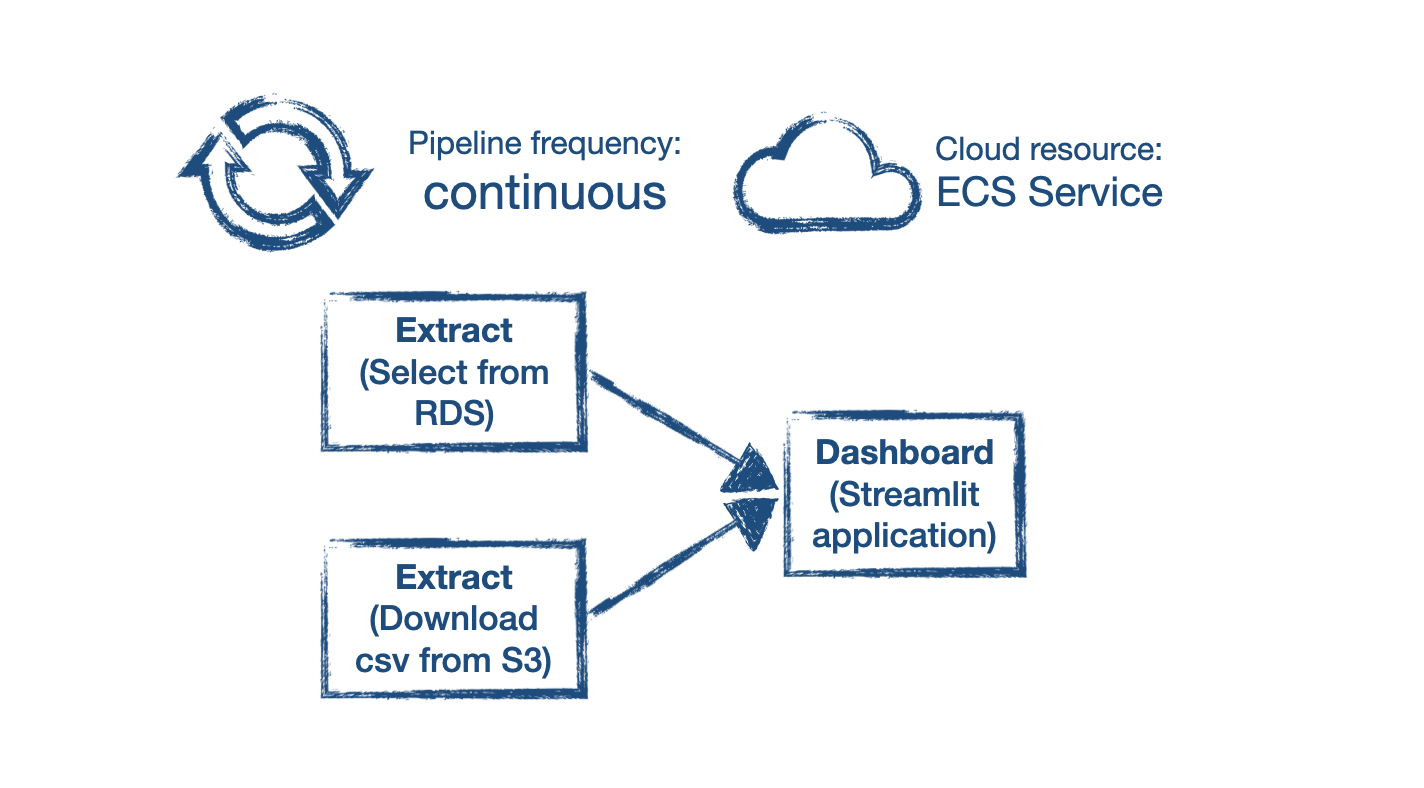 Pipeline frequency:
continuous
Cloud resource:
ECS Service
Extract
(Select from
RDS)
Dashboard
(Streamlit
application)
Extract
(Download
csv from S3)